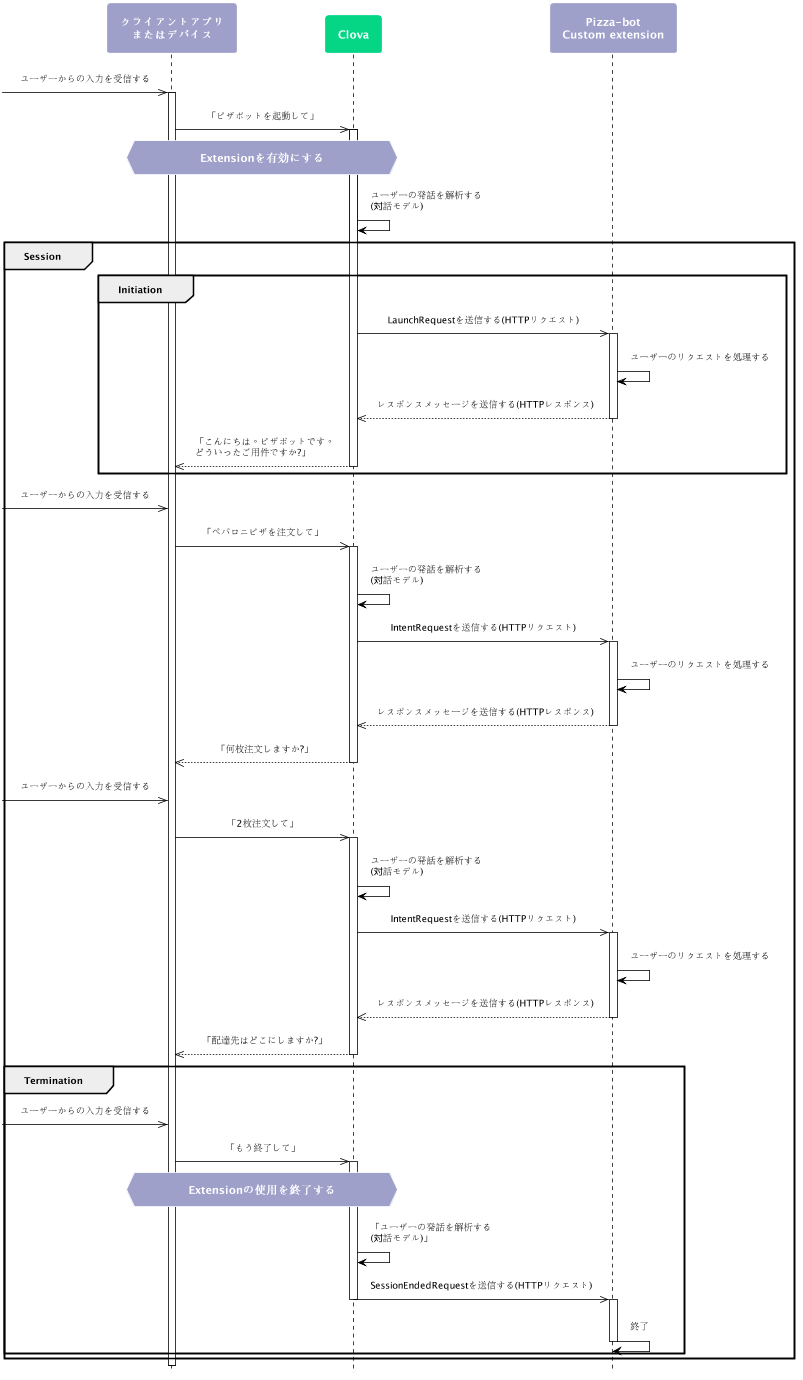 クライアントアプリ
またはデバイス
Clova
Pizza-bot
Custom extension
ユーザーからの入力を受信する
「ピザボットを起動して」
Extensionを有効にする
ユーザーの発話を解析する
(対話モデル)
Session
Initiation
LaunchRequestを送信する(HTTPリクエスト)
ユーザーのリクエストを処理する
レスポンスメッセージを送信する(HTTPレスポンス)
「こんにちは。ピザボットです。
どういったご用件ですか?」
ユーザーからの入力を受信する
「ペパロニピザを注文して」
ユーザーの発話を解析する
(対話モデル)
IntentRequestを送信する(HTTPリクエスト)
ユーザーのリクエストを処理する
レスポンスメッセージを送信する(HTTPレスポンス)
「何枚注文しますか?」
ユーザーからの入力を受信する
「2枚注文して」
ユーザーの発話を解析する
(対話モデル)
IntentRequestを送信する(HTTPリクエスト)
ユーザーのリクエストを処理する
レスポンスメッセージを送信する(HTTPレスポンス)
「配達先はどこにしますか?」
Termination
ユーザーからの入力を受信する
「もう終了して」
Extensionの使用を終了する
「ユーザーの発話を解析する
(対話モデル)」
SessionEndedRequestを送信する(HTTPリクエスト)
終了